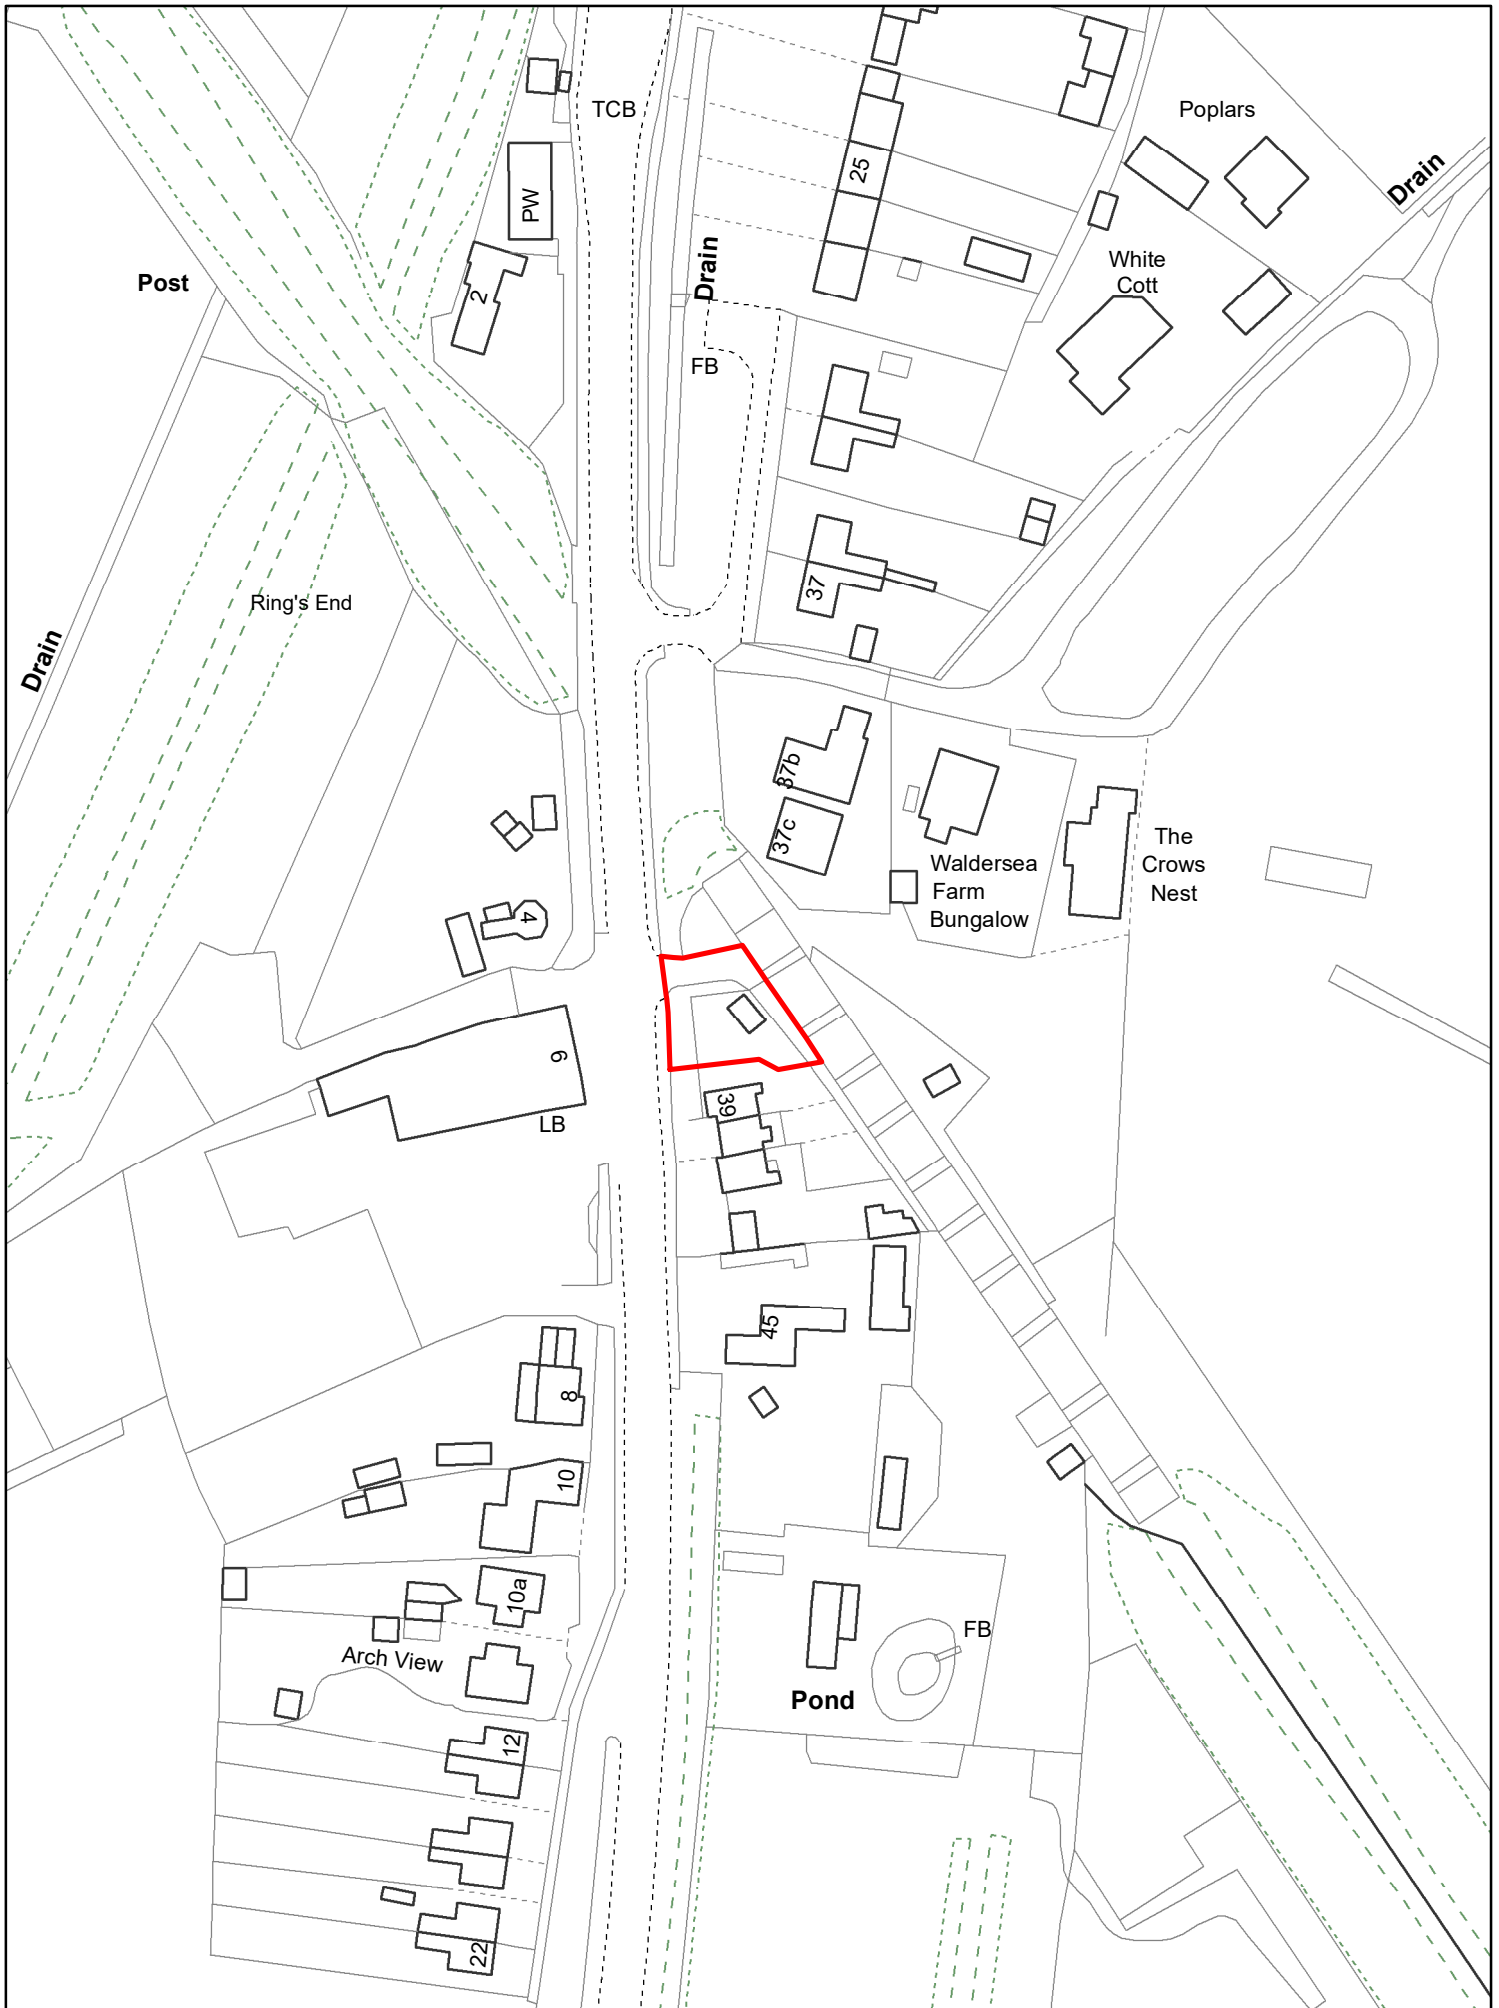 TCB
Poplars
25
Drain
PW
White
Cott
Drain
Post
2
FB
37
Ring's End
Drain
37b
37c
The
Crows
Nest
Waldersea
Farm
Bungalow
4
6
39
LB
45
8
10
10a
FB
Arch View
Pond
12
22